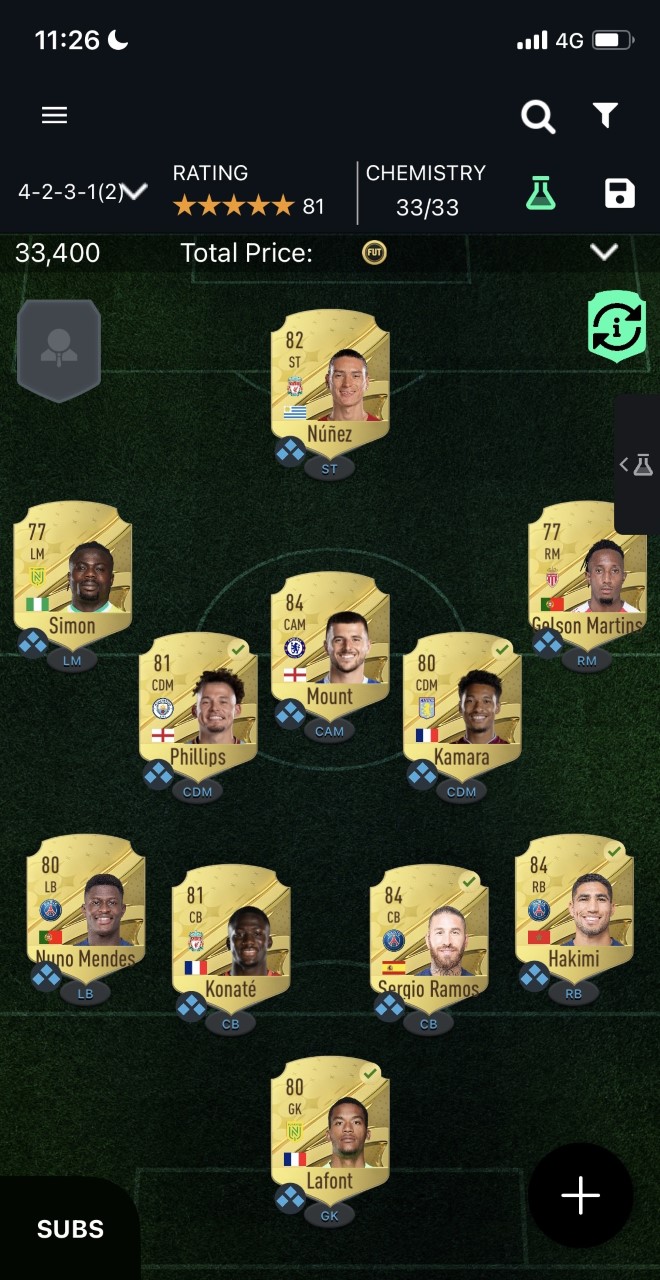 11:26 4G
RATING CHEMISTRY
4-2-3-1(2) 81 33/33
33,400 Total Price: FUT
82
ST
Núñez
ST
77
LM
Simon
LM
84
CAM
Mount
CAM
77
RM
Gelson Martins
RM
81
CDM
Phillips
CDM
80
CDM
Kamara
CDM
80
LB
Nuno Mendes
LB
81
CB
Konaté
CB
84
CB
Sergio Ramos
CB
84
RB
Hakimi
RB
80
GK
Lafont
GK
SUBS